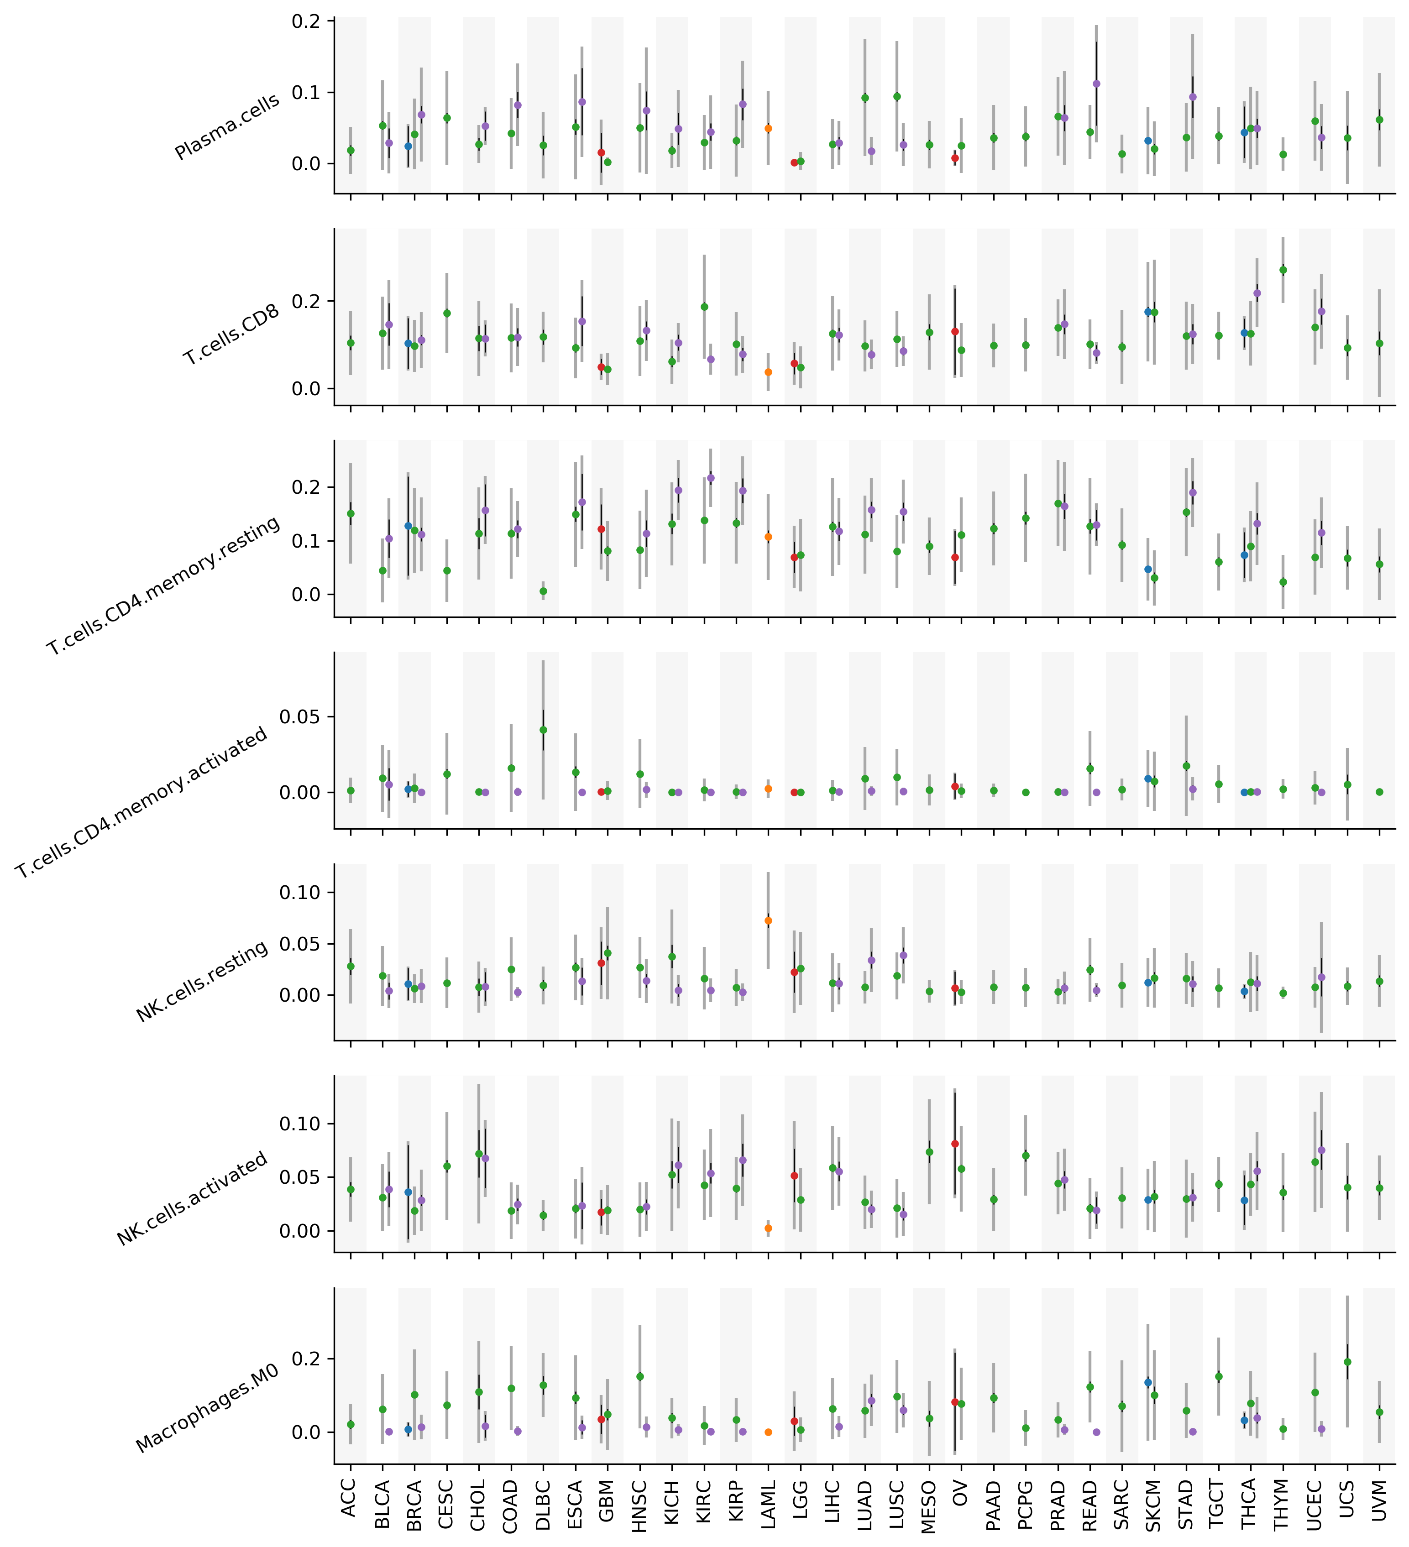 Plasma.cells
0.2
0.1
0.0
T.cells.CD8
0.2
0.0
T.cells.CD4.memory.resting
0.2
0.1
0.0
T.cells.CD4.memory.activated
0.05
0.00
NK.cells.resting
0.10
0.05
0.00
NK.cells.activated
0.10
0.05
0.00
Macrophages.M0
0.2
0.0
ACC
BLCA
BRCA
CESC
CHOL
COAD
DLBC
ESCA
GBM
HNSC
KICH
KIRC
KIRP
LAML
LGG
LIHC
LUAD
LUSC
MESO
OV
PAAD
PCPG
PRAD
READ
SARC
SKCM
STAD
TGCT
THCA
THYM
UCEC
UCS
UVM